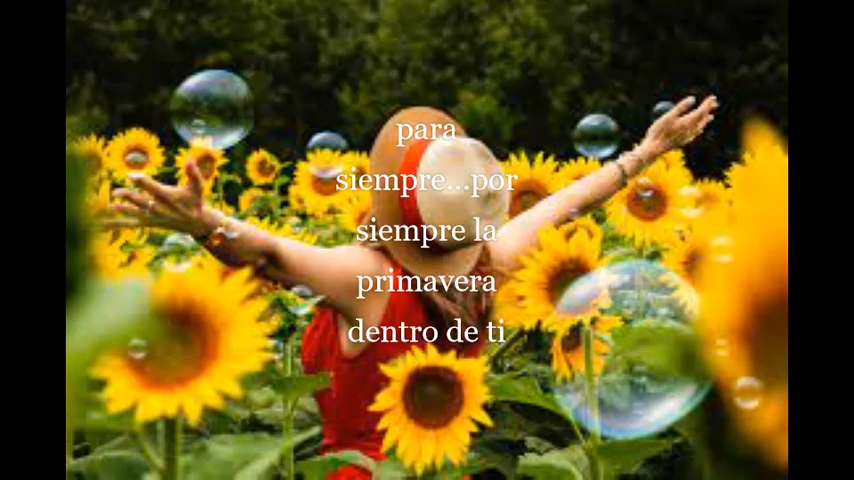 para
siempre...por
siempre la
primavera
dentro de ti